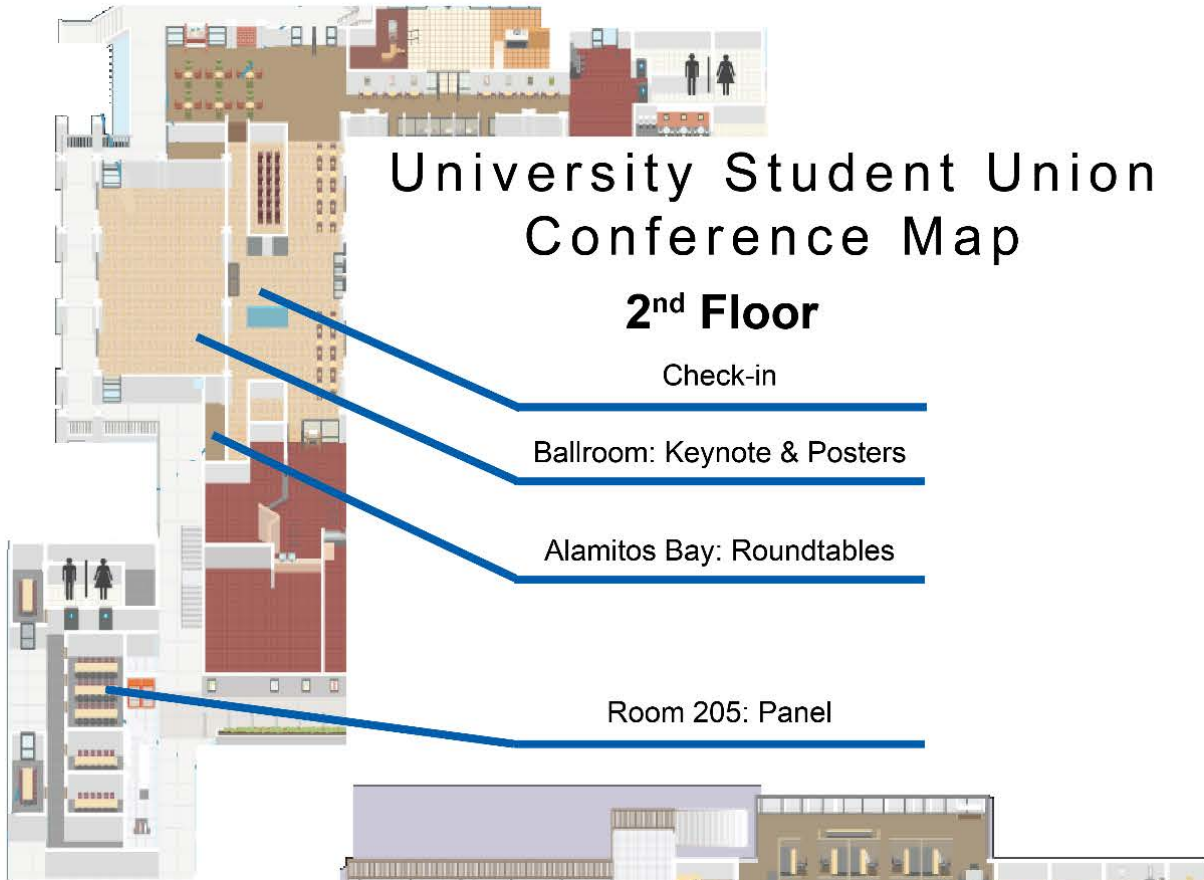 University Student Union
Conference Map
2nd Floor
Check-in
Ballroom: Keynote & Posters
Alamitos Bay: Roundtables
Room 205: Panel